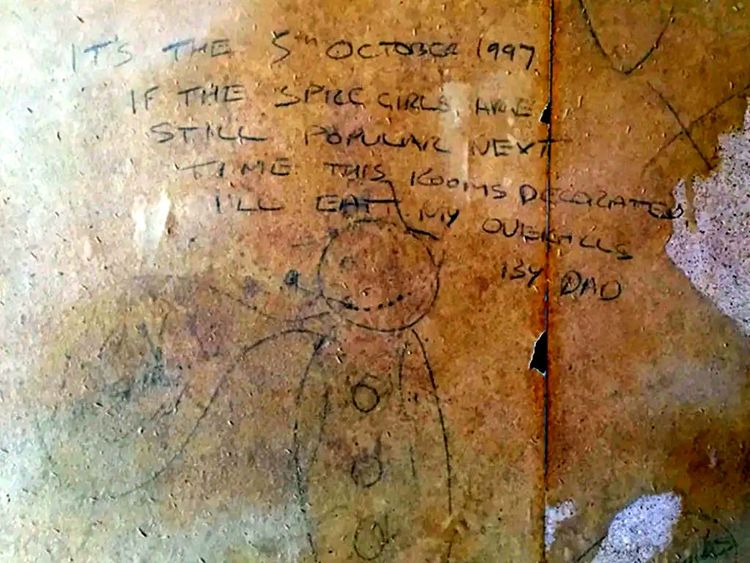 IT'S THE 5TH OCTOBER 1997
IF THE SPICE GIRLS ARE
STILL POPULAR NEXT
TIME THIS ROOMS DECORATED
I'LL EAT MY OVERALLS
BY DAD